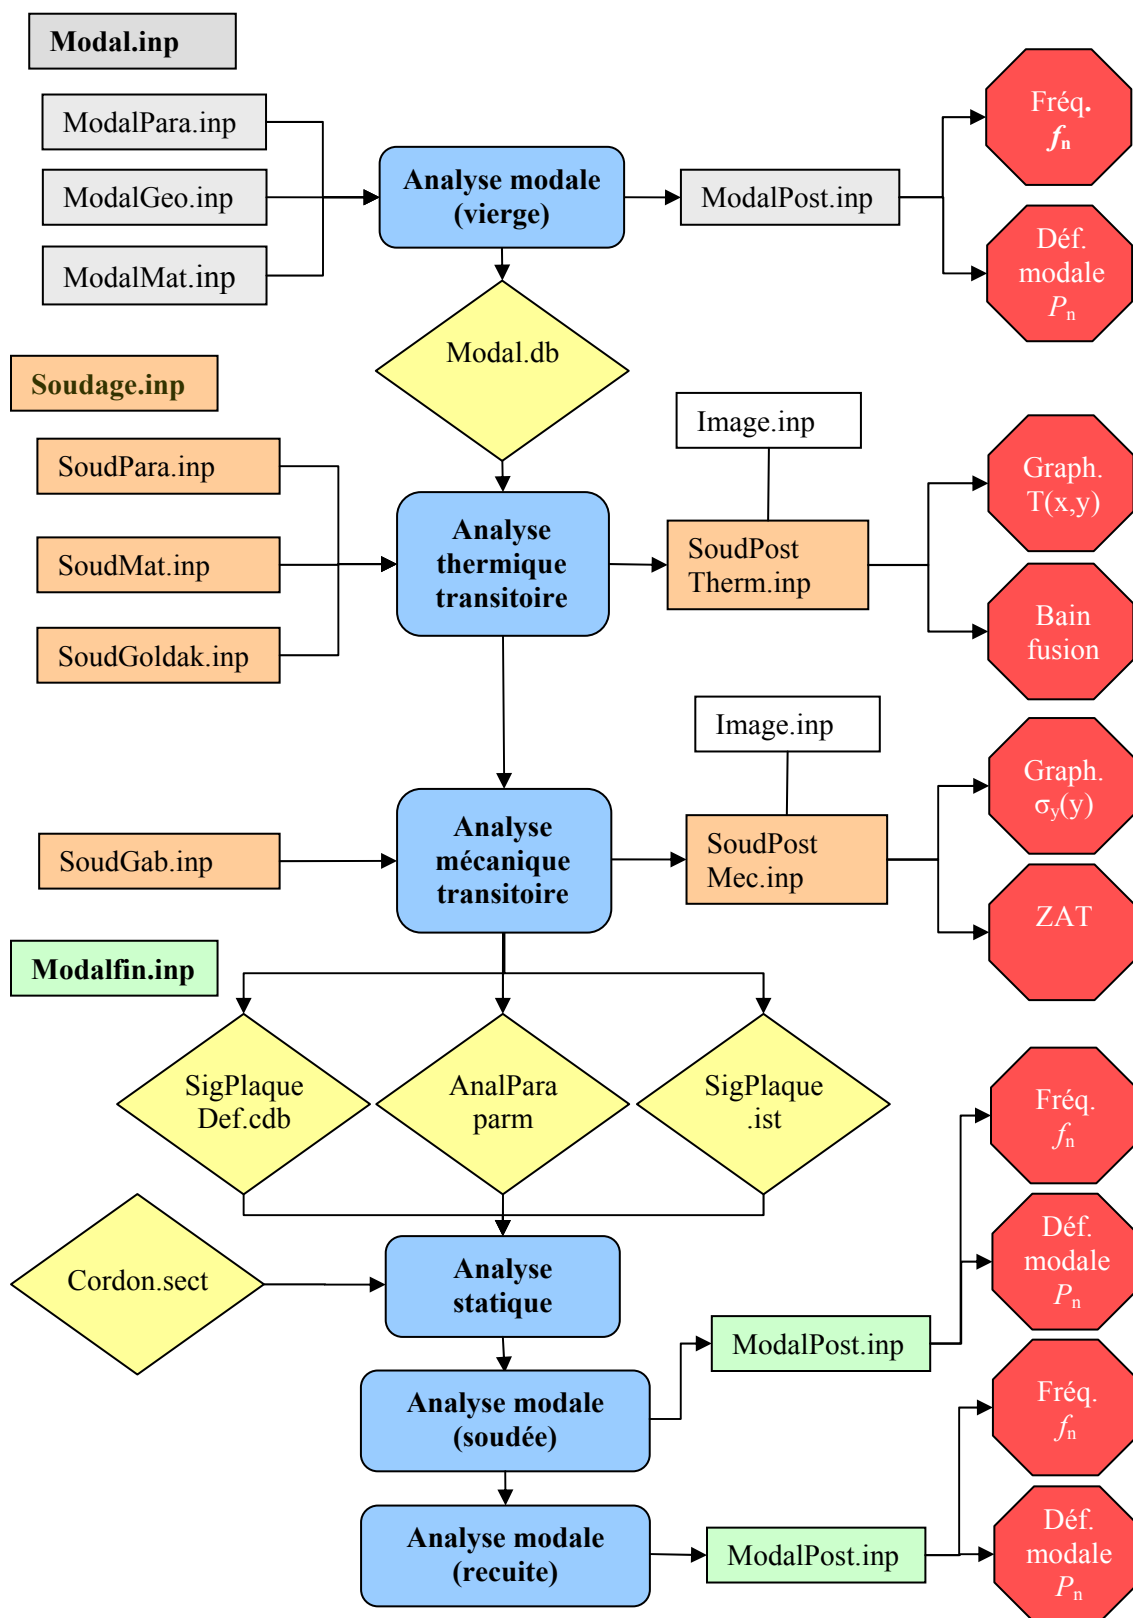 Modal.inp
ModalPara.inp
ModalGeo.inp
ModalMat.inp
Analyse modale
(vierge)
ModalPost.inp
Fréq.
fn
Déf.
modale
Pn
Modal.db
Soudage.inp
SoudPara.inp
SoudMat.inp
SoudGoldak.inp
Analyse
thermique
transitoire
Image.inp
SoudPost
Therm.inp
Graph.
T(x,y)
Bain
fusion
SoudGab.inp
Analyse
mécanique
transitoire
Image.inp
SoudPost
Mec.inp
Graph.
σy(y)
ZAT
Modalfin.inp
SigPlaque
Def.cdb
AnalPara
parm
SigPlaque
.ist
Cordon.sect
Analyse
statique
Analyse modale
(soudée)
ModalPost.inp
Fréq.
fn
Déf.
modale
Pn
Analyse modale
(recuite)
ModalPost.inp
Fréq.
fn
Déf.
modale
Pn